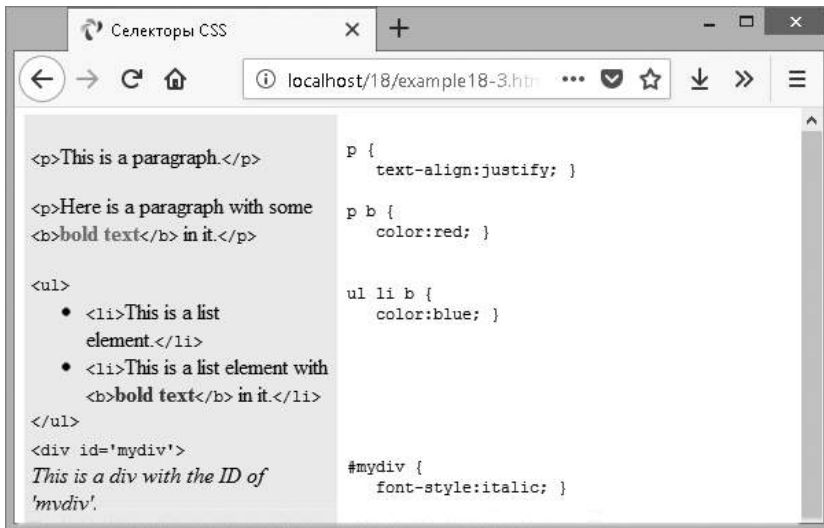 Селекторы CSS
localhost/18/example18-3.htm
<p>This is a paragraph.</p>
<p>Here is a paragraph with some
<b>bold text</b> in it.</p>
<ul>
• <li>This is a list
element.</li>
• <li>This is a list element with
<b>bold text</b> in it.</li>
</ul>
<div id='mydiv'>
This is a div with the ID of
'mydiv'.
p {
text-align:justify; }
p b {
color:red; }
ul li b {
color:blue; }
#mydiv {
font-style:italic; }